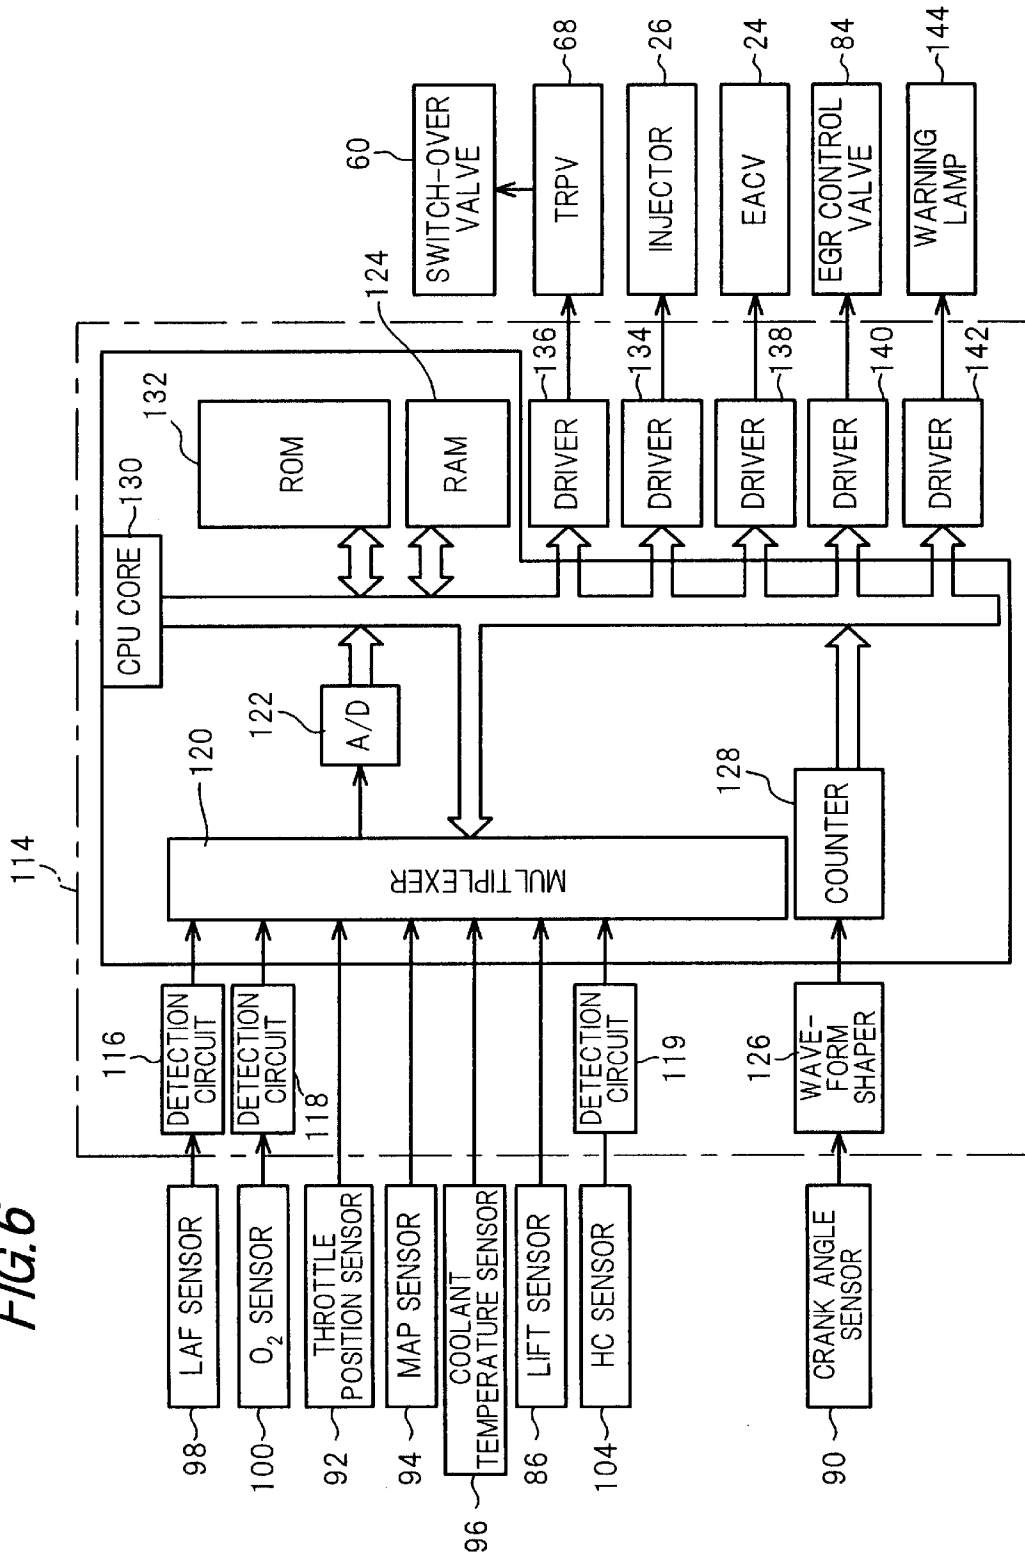 FIG.6
114
LAF SENSOR
98
O2 SENSOR
100
THROTTLE
POSITION SENSOR
92
MAP SENSOR
94
COOLANT
TEMPERATURE SENSOR
96
LIFT SENSOR
86
HC SENSOR
104
CRANK ANGLE
SENSOR
90
DETECTION
CIRCUIT
116
DETECTION
CIRCUIT
118
DETECTION
CIRCUIT
119
WAVE-
FORM
SHAPER
126
MULTIPLEXER
120
A/D
122
COUNTER
128
CPU CORE
130
ROM
132
RAM
124
DRIVER
136
DRIVER
134
DRIVER
138
DRIVER
140
DRIVER
142
SWITCH-OVER
VALVE
60
TRPV
68
INJECTOR
26
EACV
24
EGR CONTROL
VALVE
84
WARNING
LAMP
144